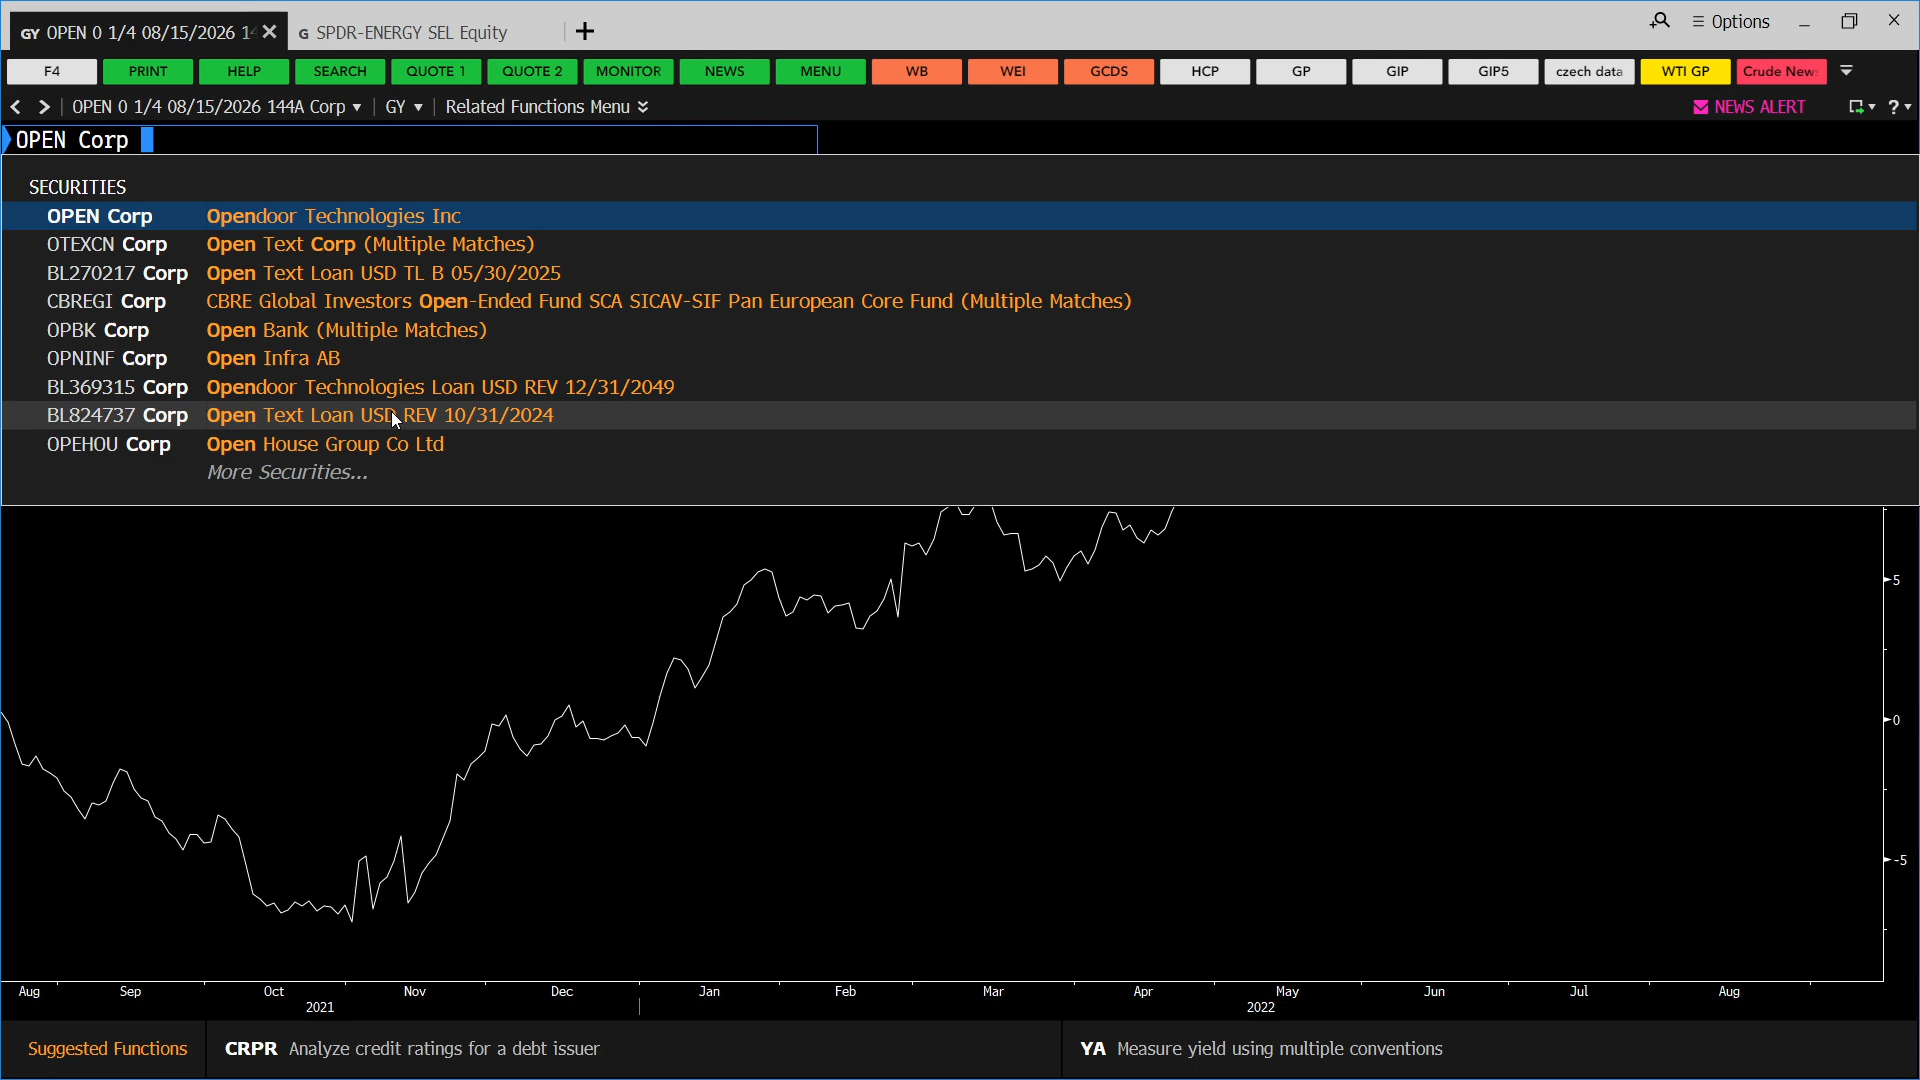 GY OPEN 0 1/4 08/15/2026 14
G SPDR-ENERGY SEL Equity
Options
F4 PRINT HELP SEARCH QUOTE 1 QUOTE 2 MONITOR NEWS MENU WB WEI GCDS HCP GP GIP GIP5 czech data WTI GP Crude New
OPEN 0 1/4 08/15/2026 144A Corp GY Related Functions Menu NEWS ALERT ?
OPEN Corp
SECURITIES
OPEN Corp Opendoor Technologies Inc
OTEXCN Corp Open Text Corp (Multiple Matches)
BL270217 Corp Open Text Loan USD TL B 05/30/2025
CBREGI Corp CBRE Global Investors Open-Ended Fund SCA SICAV-SIF Pan European Core Fund (Multiple Matches)
OPBK Corp Open Bank (Multiple Matches)
OPNINF Corp Open Infra AB
BL369315 Corp Opendoor Technologies Loan USD REV 12/31/2049
BL824737 Corp Open Text Loan USD REV 10/31/2024
OPEHOU Corp Open House Group Co Ltd
More Securities...
5
0
-5
Aug Sep Oct Nov Dec Jan Feb Mar Apr May Jun Jul Aug
2021 2022
Suggested Functions CRPR Analyze credit ratings for a debt issuer YA Measure yield using multiple conventions